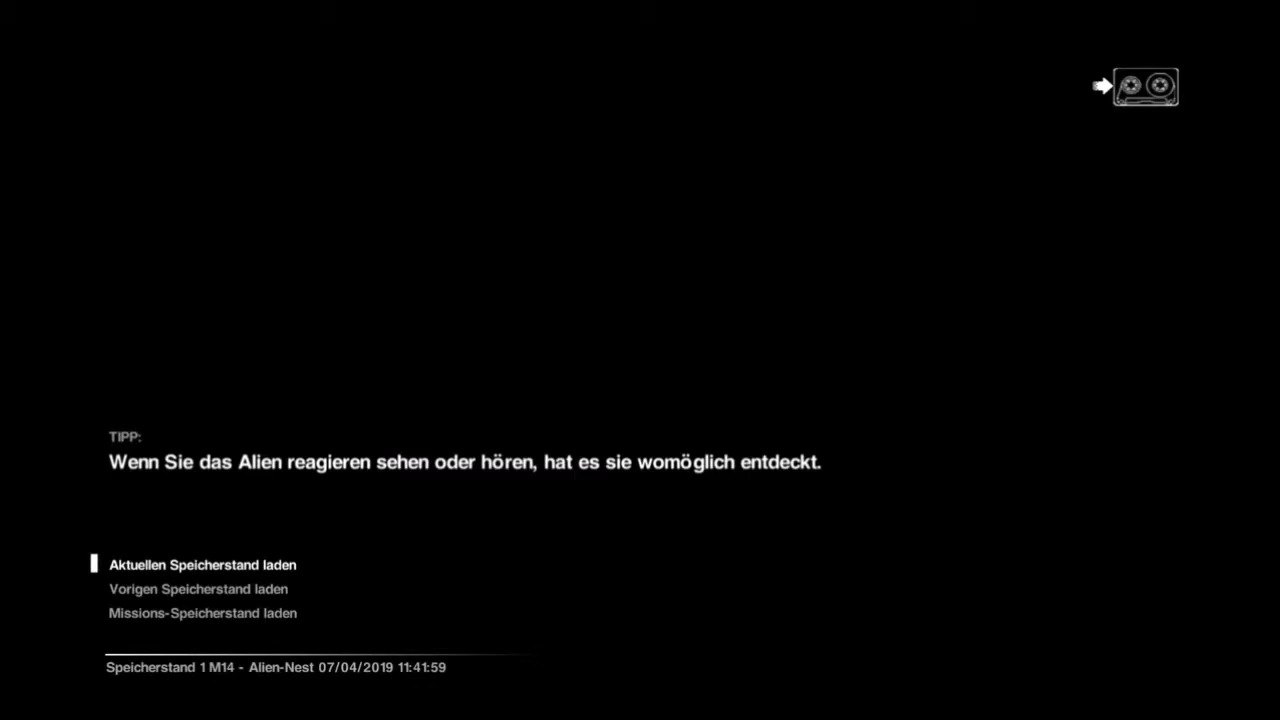 TIPP:
Wenn Sie das Alien reagieren sehen oder hören, hat es sie womöglich entdeckt.
Aktuellen Speicherstand laden
Vorigen Speicherstand laden
Missions-Speicherstand laden
Speicherstand 1 M14 - Alien-Nest 07/04/2019 11:41:59